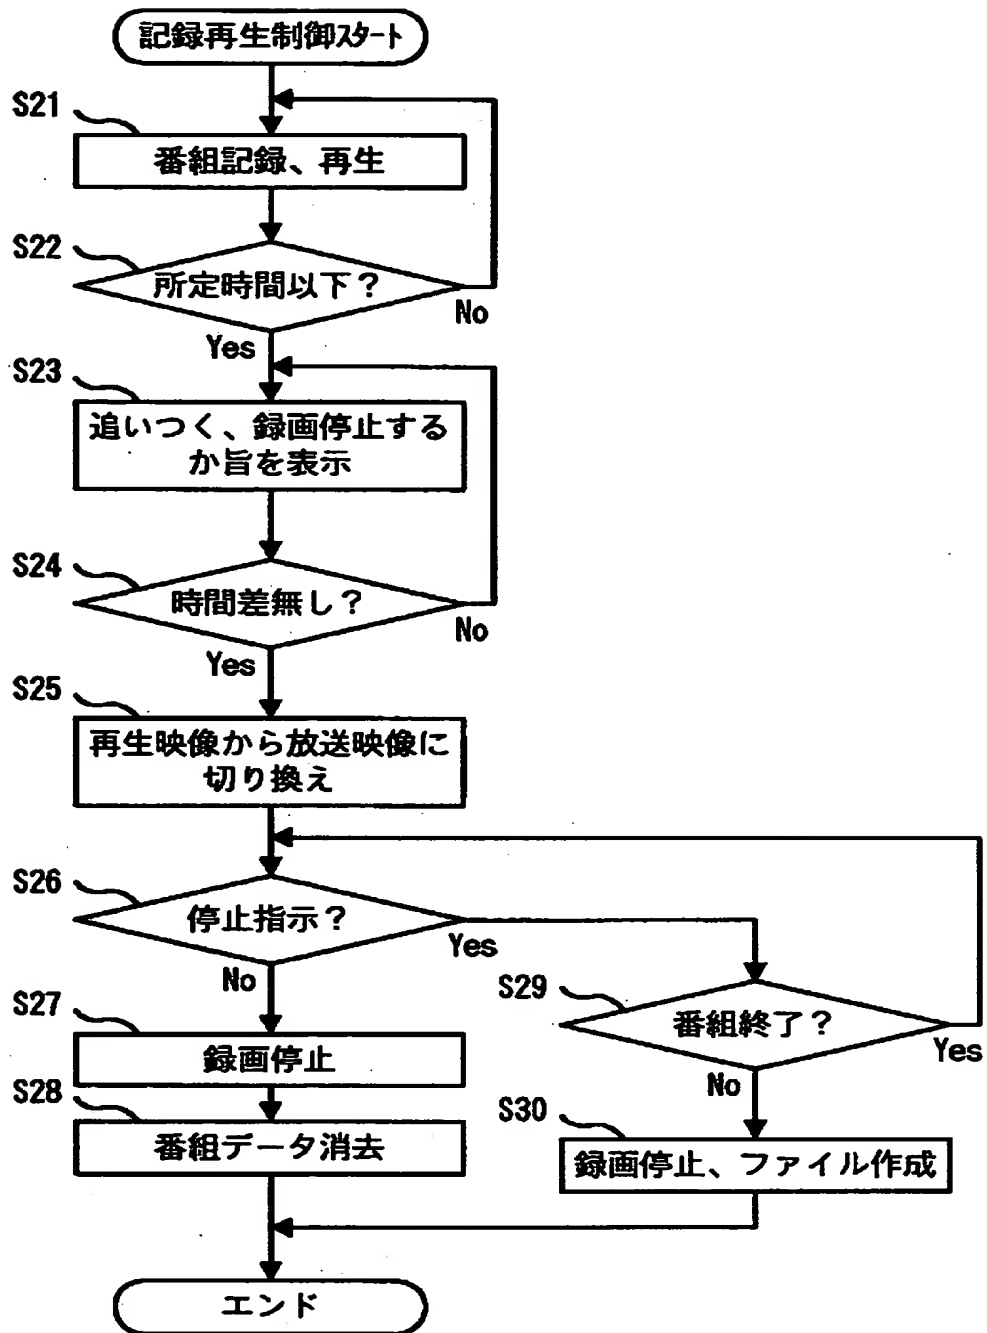 記録再生制御スタート
S21
番組記録、再生
S22
所定時間以下?
No
Yes
S23
追いつく、録画停止する
か旨を表示
S24
時間差無し?
No
Yes
S25
再生映像から放送映像に
切り換え
S26
停止指示?
Yes
No
S27
録画停止
S28
番組データ消去
S29
番組終了?
Yes
No
S30
録画停止、ファイル作成
エンド